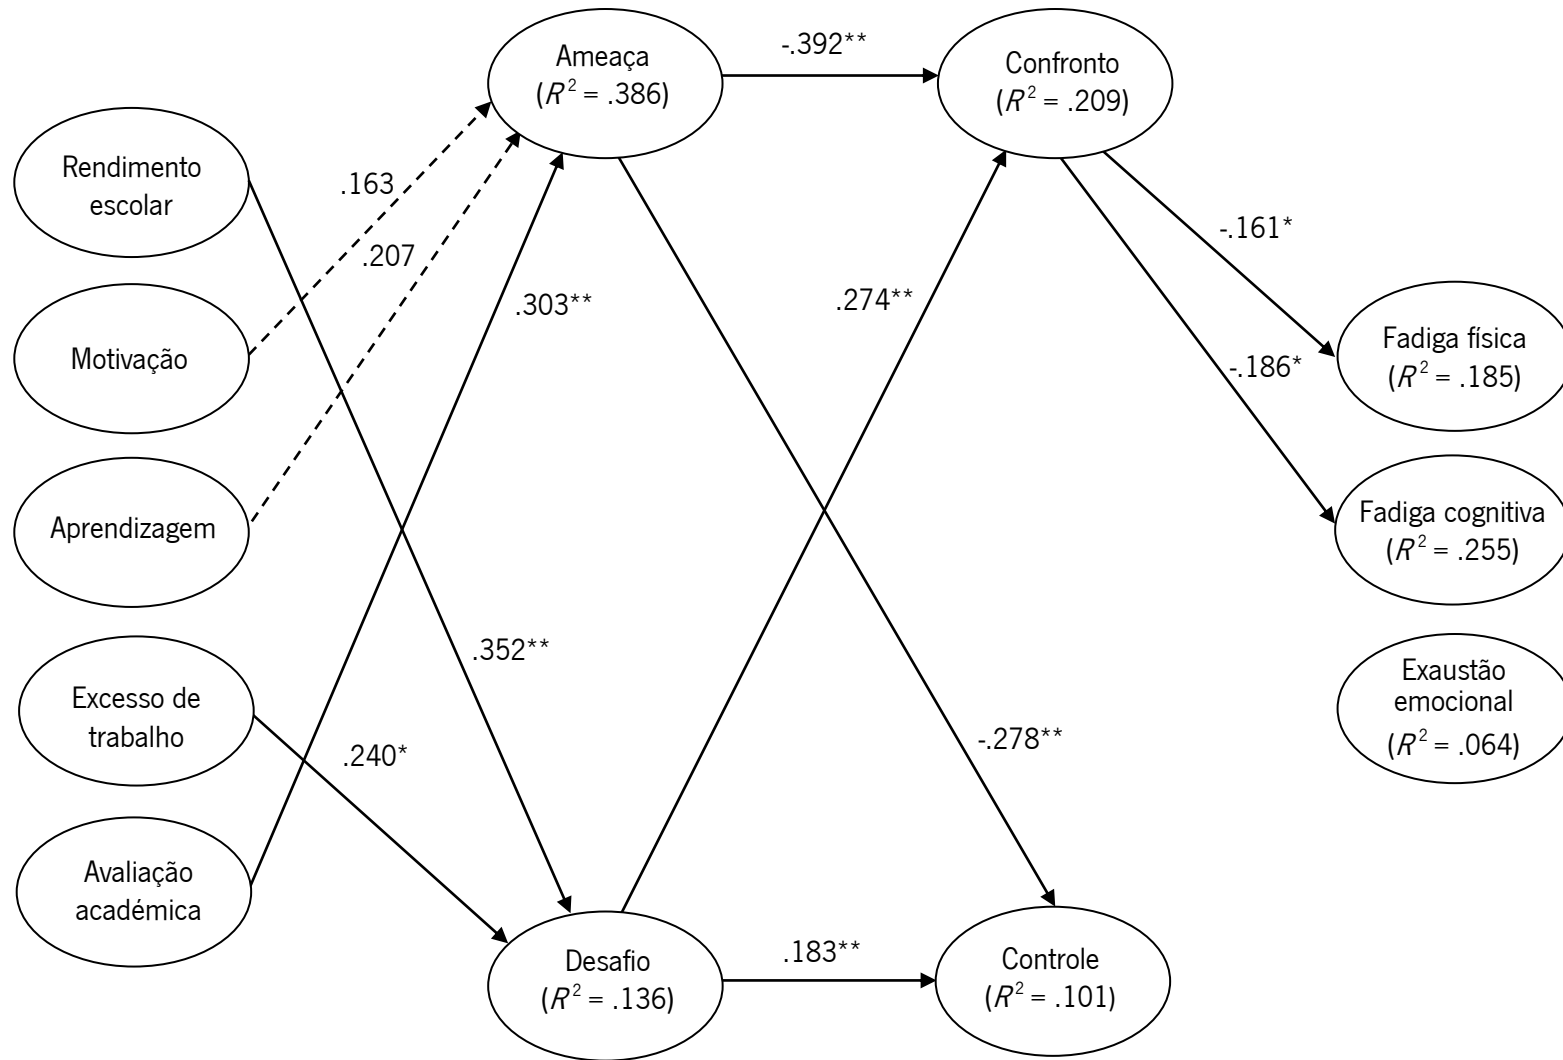 Ameaça
(R² = .386)
-.392**
Confronto
(R² = .209)
Rendimento
escolar
.163
.207
.303**
.274**
-.161*
Motivação
Fadiga física
(R² = .185)
-.186*
Aprendizagem
Fadiga cognitiva
(R² = .255)
.352**
Excesso de
trabalho
.240*
-.278**
Exaustão
emocional
(R² = .064)
Avaliação
académica
Desafio
(R² = .136)
.183**
Controle
(R² = .101)